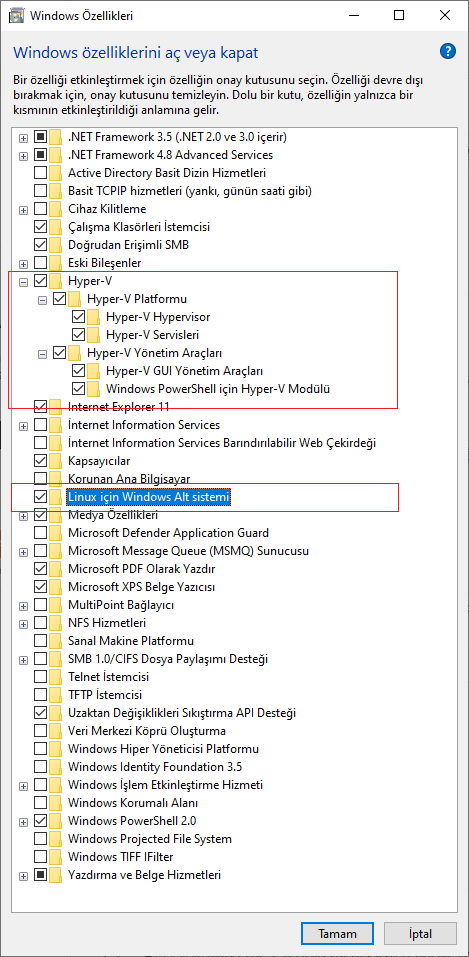 Windows Özellikleri
Windows özelliklerini aç veya kapat
Bir özelliği etkinleştirmek için özelliğin onay kutusunu seçin. Özelliği devre dışı
bırakmak için, onay kutusunu temizleyin. Dolu bir kutu, özelliğin yalnızca bir
kısmının etkinleştirildiği anlamına gelir.
.NET Framework 3.5 (.NET 2.0 ve 3.0 içerir)
.NET Framework 4.8 Advanced Services
Active Directory Basit Dizin Hizmetleri
Basit TCPIP hizmetleri (yankı, günün saati gibi)
Cihaz Kilitleme
Çalışma Klasörleri İstemcisi
Doğrudan Erişimli SMB
Eski Bileşenler
Hyper-V
Hyper-V Platformu
Hyper-V Hypervisor
Hyper-V Servisleri
Hyper-V Yönetim Araçları
Hyper-V GUI Yönetim Araçları
Windows PowerShell için Hyper-V Modülü
Internet Explorer 11
İnternet Information Services
İnternet Information Services Barındırılabilir Web Çekirdeği
Kapsayıcılar
Korunan Ana Bilgisayar
Linux için Windows Alt sistemi
Medya Özellikleri
Microsoft Defender Application Guard
Microsoft Message Queue (MSMQ) Sunucusu
Microsoft PDF Olarak Yazdır
Microsoft XPS Belge Yazıcısı
MultiPoint Bağlayıcı
NFS Hizmetleri
Sanal Makine Platformu
SMB 1.0/CIFS Dosya Paylaşımı Desteği
Telnet İstemcisi
TFTP İstemcisi
Uzaktan Değişiklikleri Sıkıştırma API Desteği
Veri Merkezi Köprü Oluşturma
Windows Hiper Yöneticisi Platformu
Windows Identity Foundation 3.5
Windows İşlem Etkinleştirme Hizmeti
Windows Korumalı Alanı
Windows PowerShell 2.0
Windows Projected File System
Windows TIFF IFilter
Yazdırma ve Belge Hizmetleri
Tamam
İptal